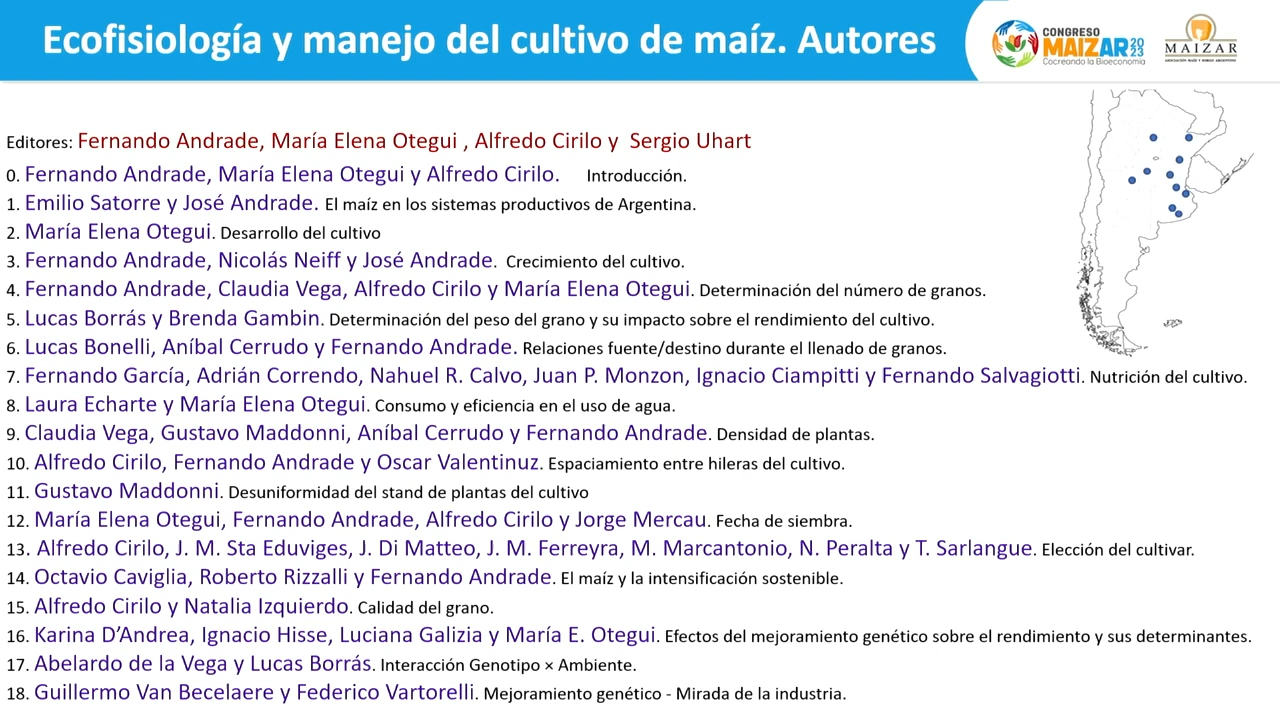 Ecofisiología y manejo del cultivo de maíz. Autores
CONGRESO
MAIZAR 2023
Cocreando la Bioeconomía
MAIZAR
ASOCIACIÓN MAÍZ Y SORGO ARGENTINO
Editores: Fernando Andrade, María Elena Otegui , Alfredo Cirilo y Sergio Uhart
0. Fernando Andrade, María Elena Otegui y Alfredo Cirilo. Introducción.
1. Emilio Satorre y José Andrade. El maíz en los sistemas productivos de Argentina.
2. María Elena Otegui. Desarrollo del cultivo
3. Fernando Andrade, Nicolás Neiff y José Andrade. Crecimiento del cultivo.
4. Fernando Andrade, Claudia Vega, Alfredo Cirilo y María Elena Otegui. Determinación del número de granos.
5. Lucas Borrás y Brenda Gambin. Determinación del peso del grano y su impacto sobre el rendimiento del cultivo.
6. Lucas Bonelli, Aníbal Cerrudo y Fernando Andrade. Relaciones fuente/destino durante el llenado de granos.
7. Fernando García, Adrián Correndo, Nahuel R. Calvo, Juan P. Monzon, Ignacio Ciampitti y Fernando Salvagiotti. Nutrición del cultivo.
8. Laura Echarte y María Elena Otegui. Consumo y eficiencia en el uso de agua.
9. Claudia Vega, Gustavo Maddonni, Aníbal Cerrudo y Fernando Andrade. Densidad de plantas.
10. Alfredo Cirilo, Fernando Andrade y Oscar Valentinuz. Espaciamiento entre hileras del cultivo.
11. Gustavo Maddonni. Desuniformidad del stand de plantas del cultivo
12. María Elena Otegui, Fernando Andrade, Alfredo Cirilo y Jorge Mercau. Fecha de siembra.
13. Alfredo Cirilo, J. M. Sta Eduviges, J. Di Matteo, J. M. Ferreyra, M. Marcantonio, N. Peralta y T. Sarlangue. Elección del cultivar.
14. Octavio Caviglia, Roberto Rizzalli y Fernando Andrade. El maíz y la intensificación sostenible.
15. Alfredo Cirilo y Natalia Izquierdo. Calidad del grano.
16. Karina D’Andrea, Ignacio Hisse, Luciana Galizia y María E. Otegui. Efectos del mejoramiento genético sobre el rendimiento y sus determinantes.
17. Abelardo de la Vega y Lucas Borrás. Interacción Genotipo × Ambiente.
18. Guillermo Van Becelaere y Federico Vartorelli. Mejoramiento genético - Mirada de la industria.